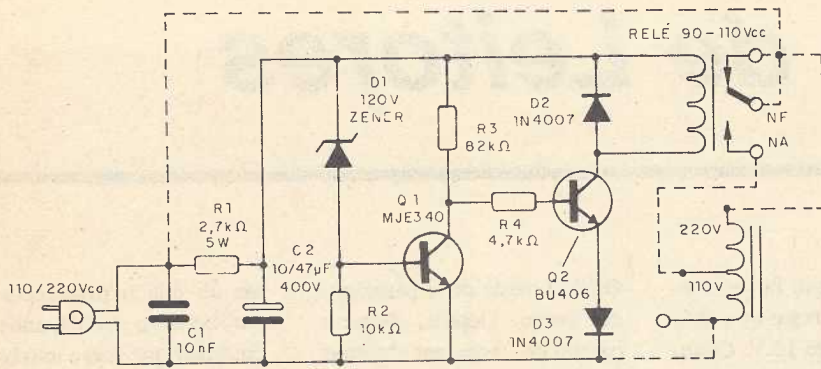 RELÉ 90-110Vcc
D1
120V
ZENER
D2
1N4007
R3
82kΩ
NF
NA
R1
2,7kΩ
5W
Q1
MJE340
R4
4,7kΩ
C2
10/47µF
400V
220V
110V
110/220Vca
R2
10kΩ
Q2
BU406
C1
10nF
D3
1N4007